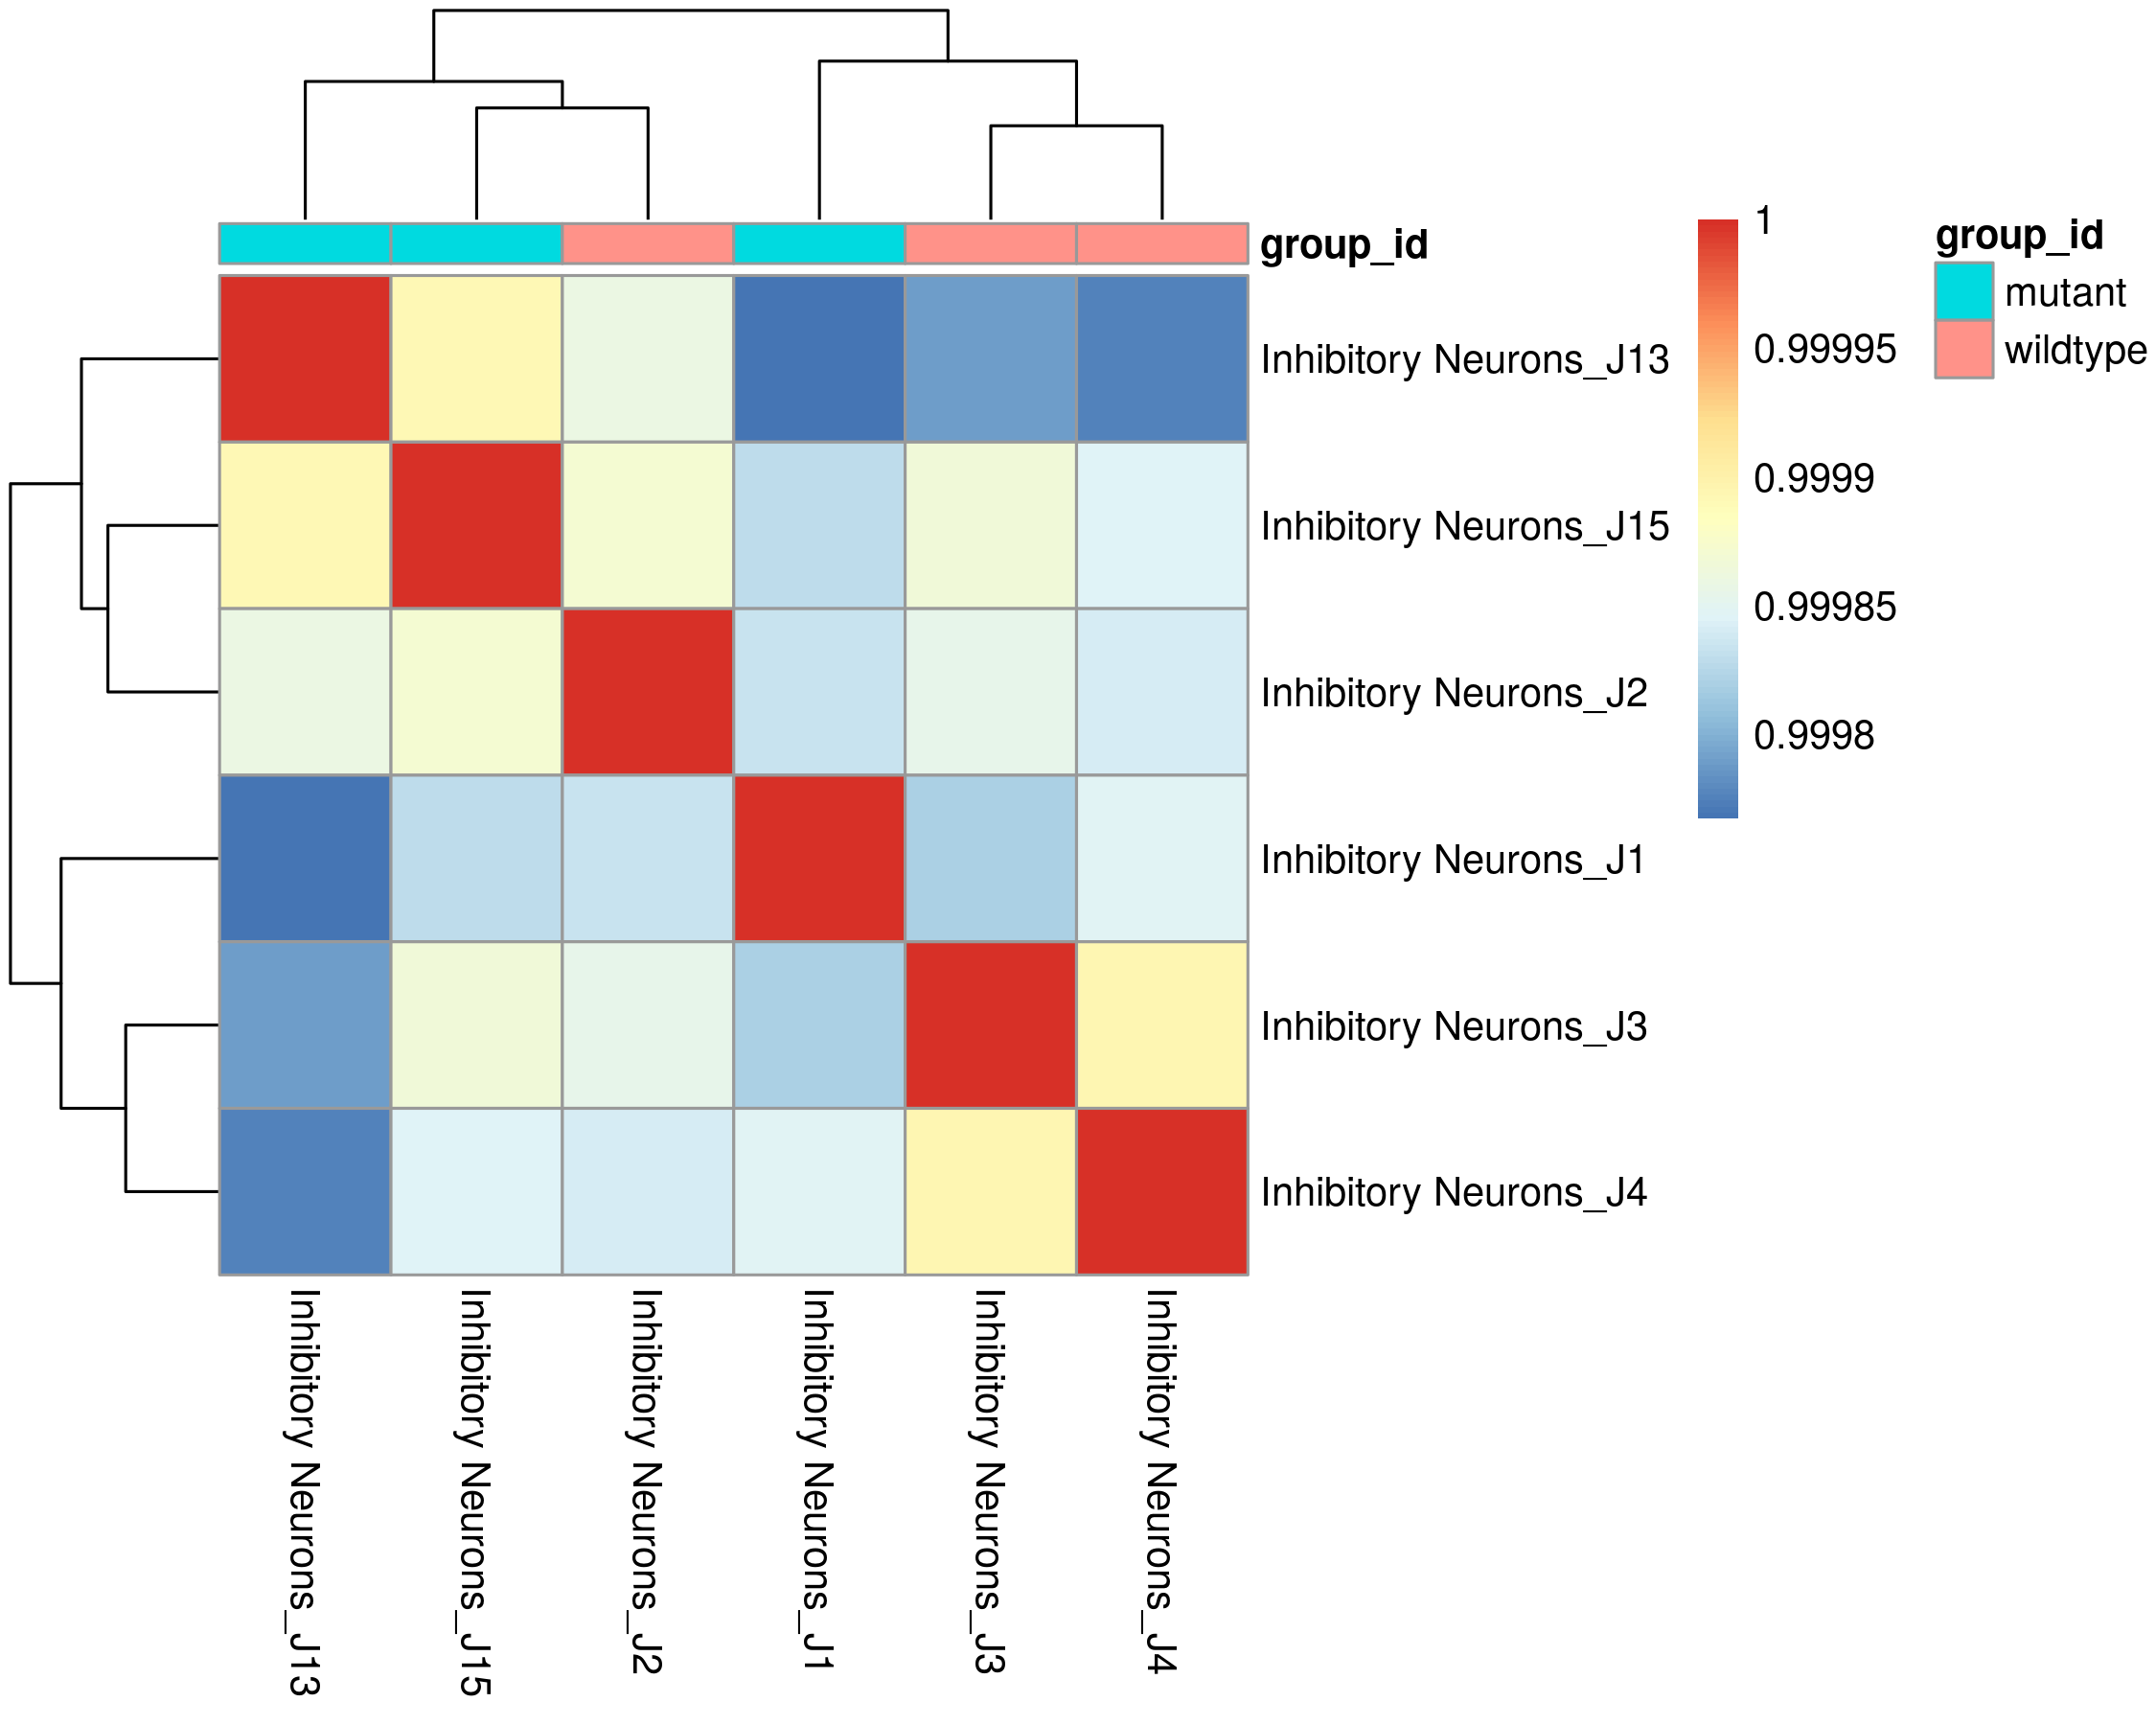 group_id
Inhibitory Neurons_J13
Inhibitory Neurons_J15
Inhibitory Neurons_J2
Inhibitory Neurons_J1
Inhibitory Neurons_J3
Inhibitory Neurons_J4
1
0.99995
0.9999
0.99985
0.9998
group_id
mutant
wildtype
Inhibitory Neurons_J13
Inhibitory Neurons_J15
Inhibitory Neurons_J2
Inhibitory Neurons_J1
Inhibitory Neurons_J3
Inhibitory Neurons_J4